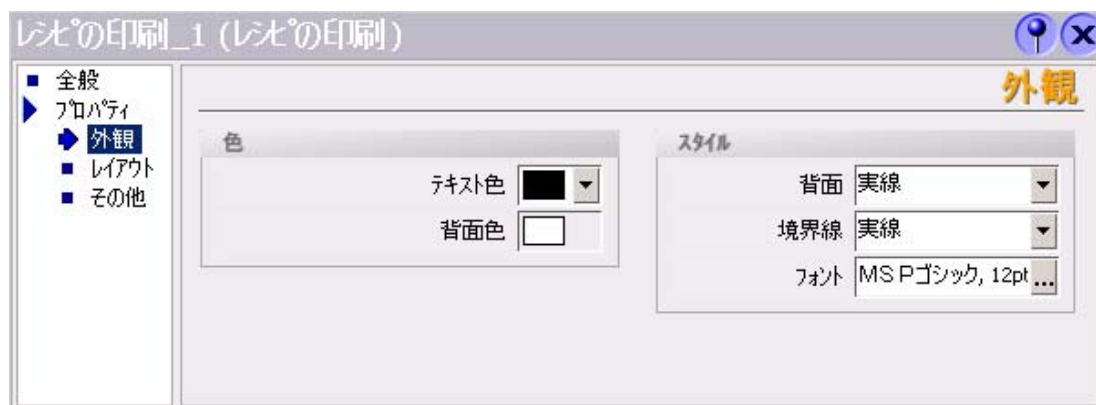 レシピの印刷_1 (レシピの印刷)
全般
プロパティ
外観
レイアウト
その他
外観
色
テキスト色
背面色
スタイル
背面 実線
境界線 実線
フォント MS Pゴシック, 12pt ...